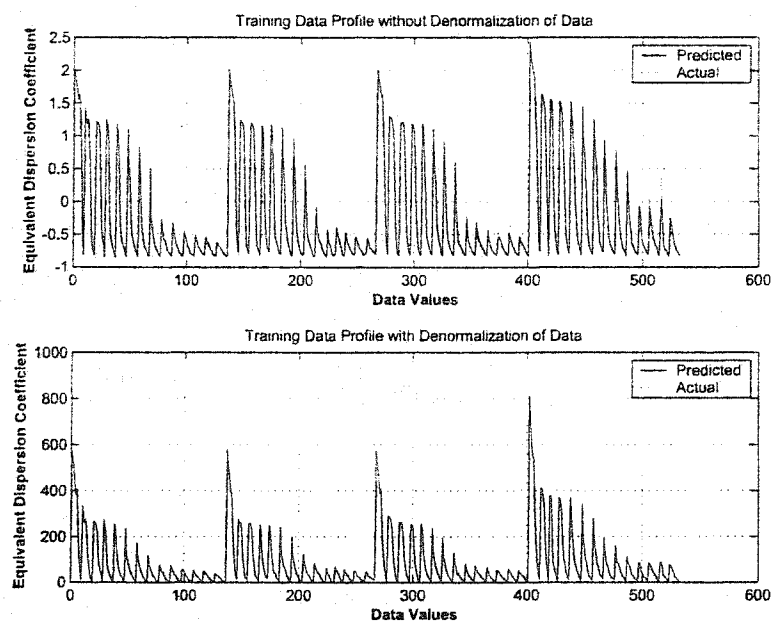 Training Data Profile without Denormalization of Data
2.5
2
1.5
1
0.5
0
-0.5
-1
Equivalent Dispersion Coefficient
Predicted
Actual
0 100 200 300 400 500 600
Data Values
Training Data Profile with Denormalization of Data
1000
800
600
400
200
0
Equivalent Dispersion Coefficient
Predicted
Actual
0 100 200 300 400 500 600
Data Values